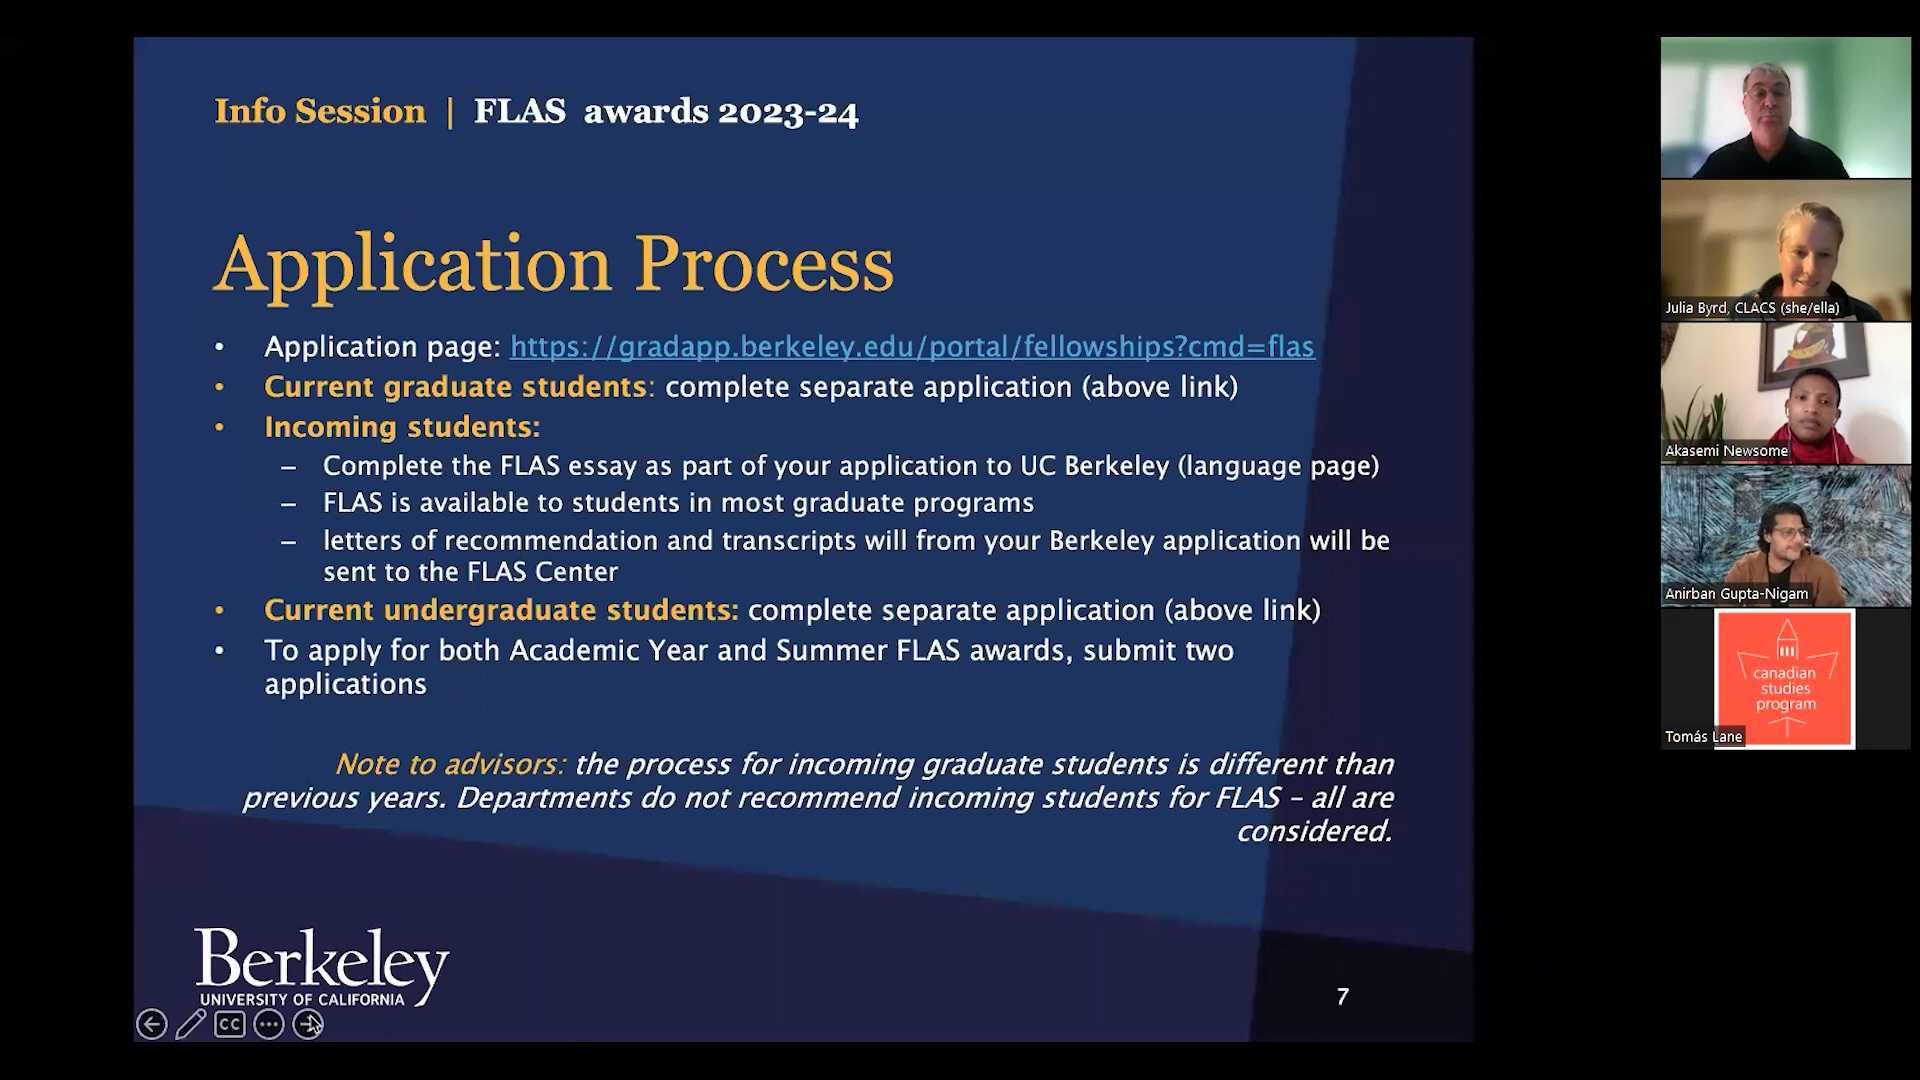 Info Session | FLAS awards 2023-24
Application Process
• Application page: https://gradapp.berkeley.edu/portal/fellowships?cmd=flas
• Current graduate students: complete separate application (above link)
• Incoming students:
– Complete the FLAS essay as part of your application to UC Berkeley (language page)
– FLAS is available to students in most graduate programs
– letters of recommendation and transcripts will from your Berkeley application will be
sent to the FLAS Center
• Current undergraduate students: complete separate application (above link)
• To apply for both Academic Year and Summer FLAS awards, submit two
applications
Note to advisors: the process for incoming graduate students is different than
previous years. Departments do not recommend incoming students for FLAS – all are
considered.
Berkeley
UNIVERSITY OF CALIFORNIA
7
CC
Julia Byrd, CLACS (she/ella)
Akasemi Newsome
Anirban Gupta-Nigam
canadian
studies
program
Tomás Lane